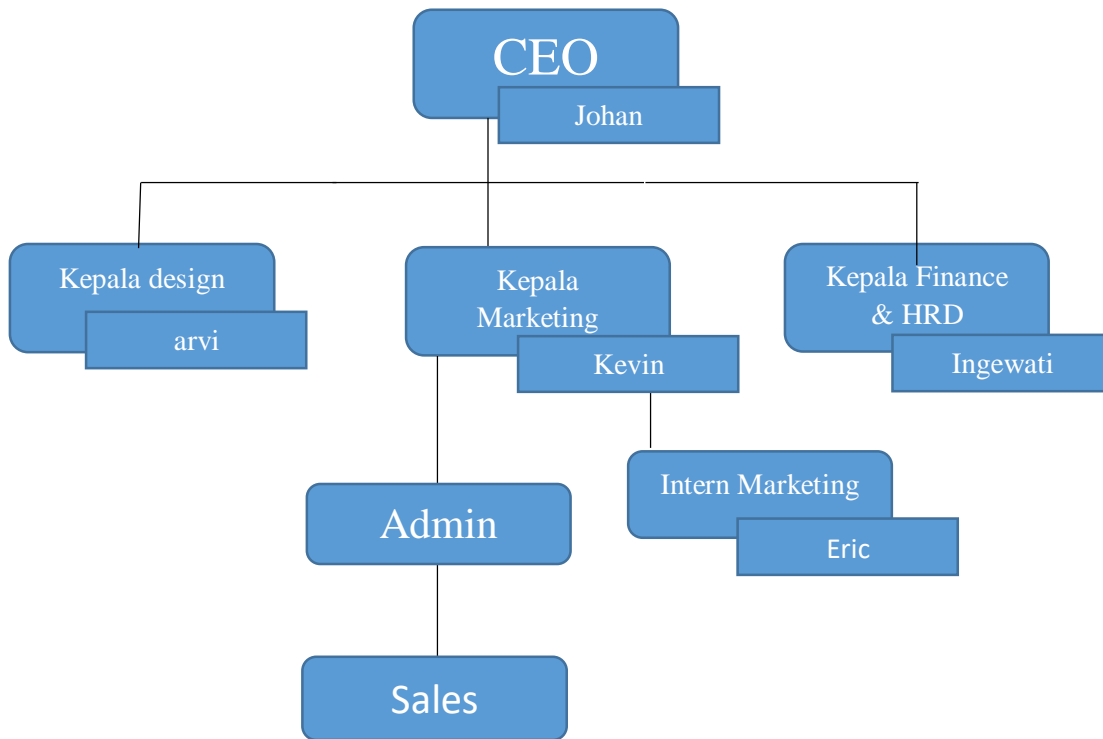 CEO
Johan
Kepala design
arvi
Kepala
Marketing
Kevin
Kepala Finance
& HRD
Ingewati
Admin
Intern Marketing
Eric
Sales